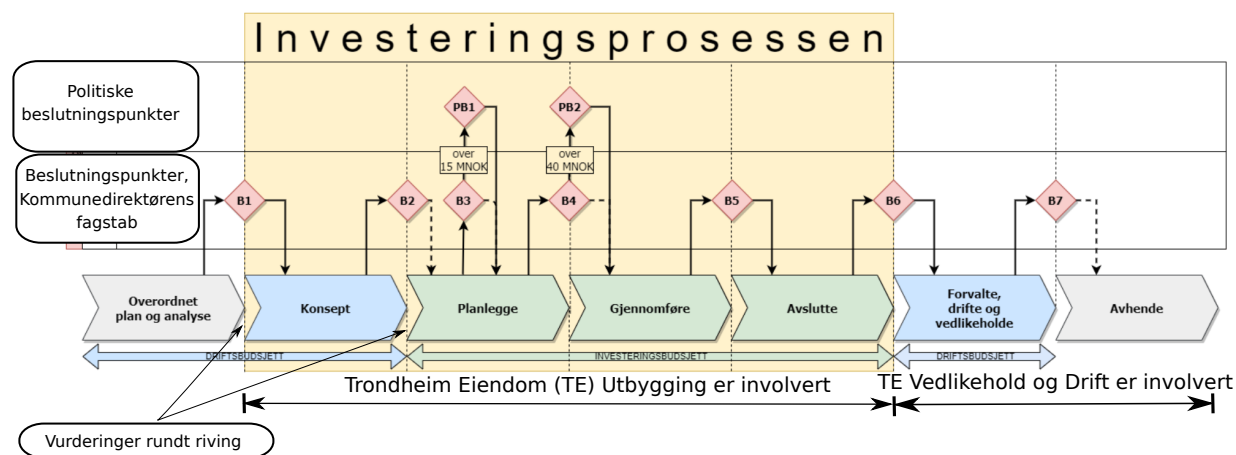 Investeringsprosessen
Politiske
beslutningspunkter
PB1
PB2
over
15 MNOK
over
40 MNOK
Beslutningspunkter,
Kommunedirektørens
fagstab
B1
B2
B3
B4
B5
B6
B7
Overordnet
plan og analyse
Konsept
Planlegge
Gjennomføre
Avslutte
Forvalte,
drifte og
vedlikeholde
Avhende
DRIFTSBUDSJETT
INVESTERINGSBUDSJETT
DRIFTSBUDSJETT
Trondheim Eiendom (TE) Utbygging er involvert
TE Vedlikehold og Drift er involvert
Vurderinger rundt riving